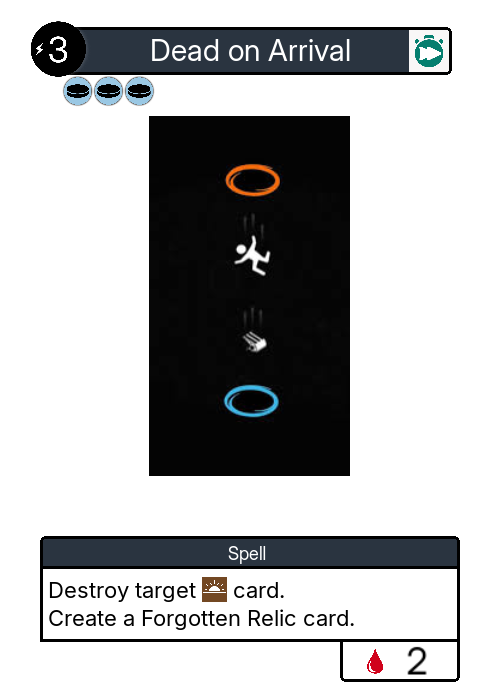 3
Dead on Arrival
Spell
Destroy target card.
Create a Forgotten Relic card.
2